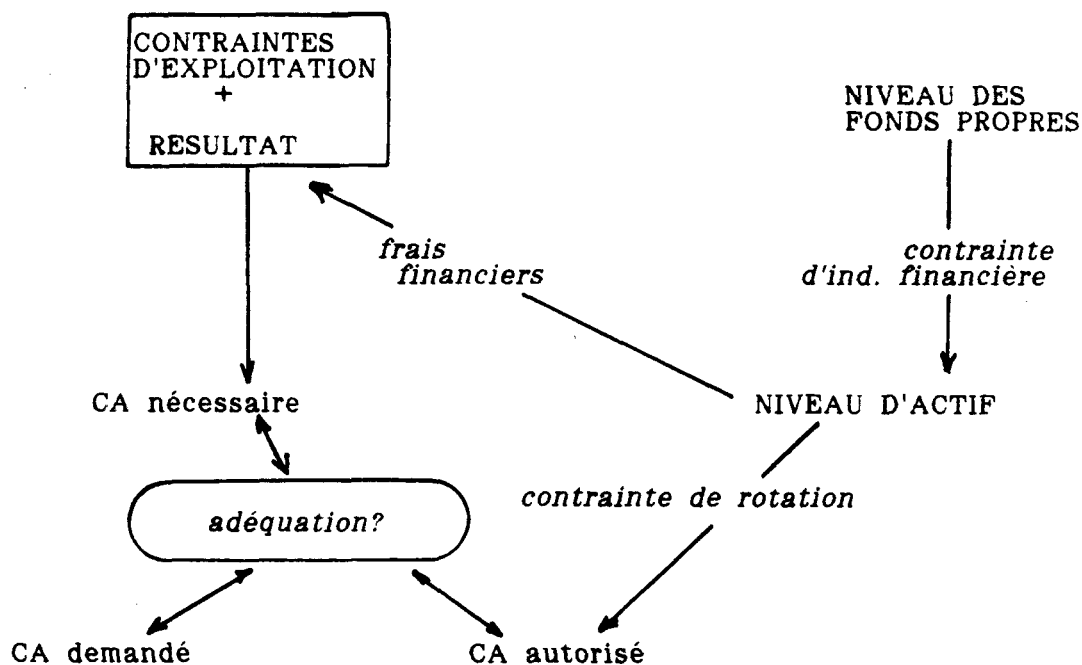 CONTRAINTES
D'EXPLOITATION
+
RESULTAT
NIVEAU DES
FONDS PROPRES
frais
financiers
contrainte
d'ind. financière
CA nécessaire
NIVEAU D'ACTIF
contrainte de rotation
adéquation?
CA demandé
CA autorisé